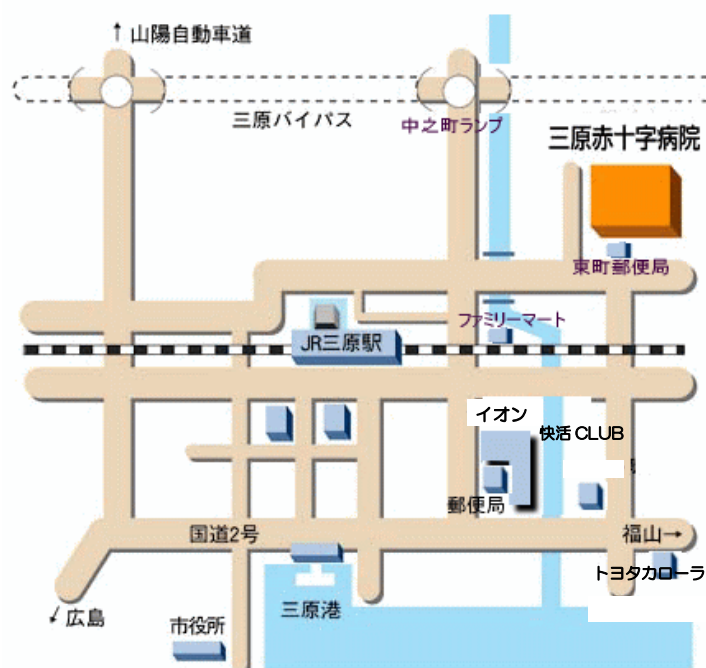 ↑山陽自動車道
三原バイパス
中之町ランプ
三原赤十字病院
東町郵便局
ファミリーマート
JR三原駅
イオン
快活CLUB
郵便局
国道2号
福山→
トヨタカローラ
↙広島
三原港
市役所